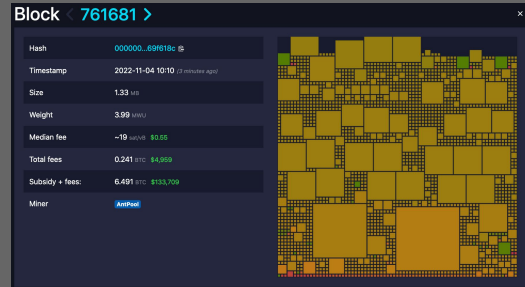 Block < 761681 >
×
Hash 000000...69f618c
Timestamp 2022-11-04 10:10 (3 minutes ago)
Size 1.33 MB
Weight 3.99 MWU
Median fee ~19 sat/vB $0.55
Total fees 0.241 BTC $4,959
Subsidy + fees: 6.491 BTC $133,709
Miner AntPool